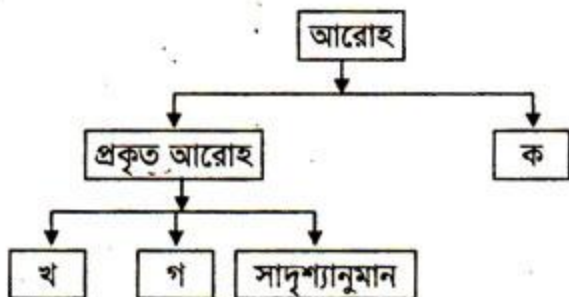 আরোহ
প্রকৃত আরোহ
ক
খ
গ
সাদৃশ্যানুমান